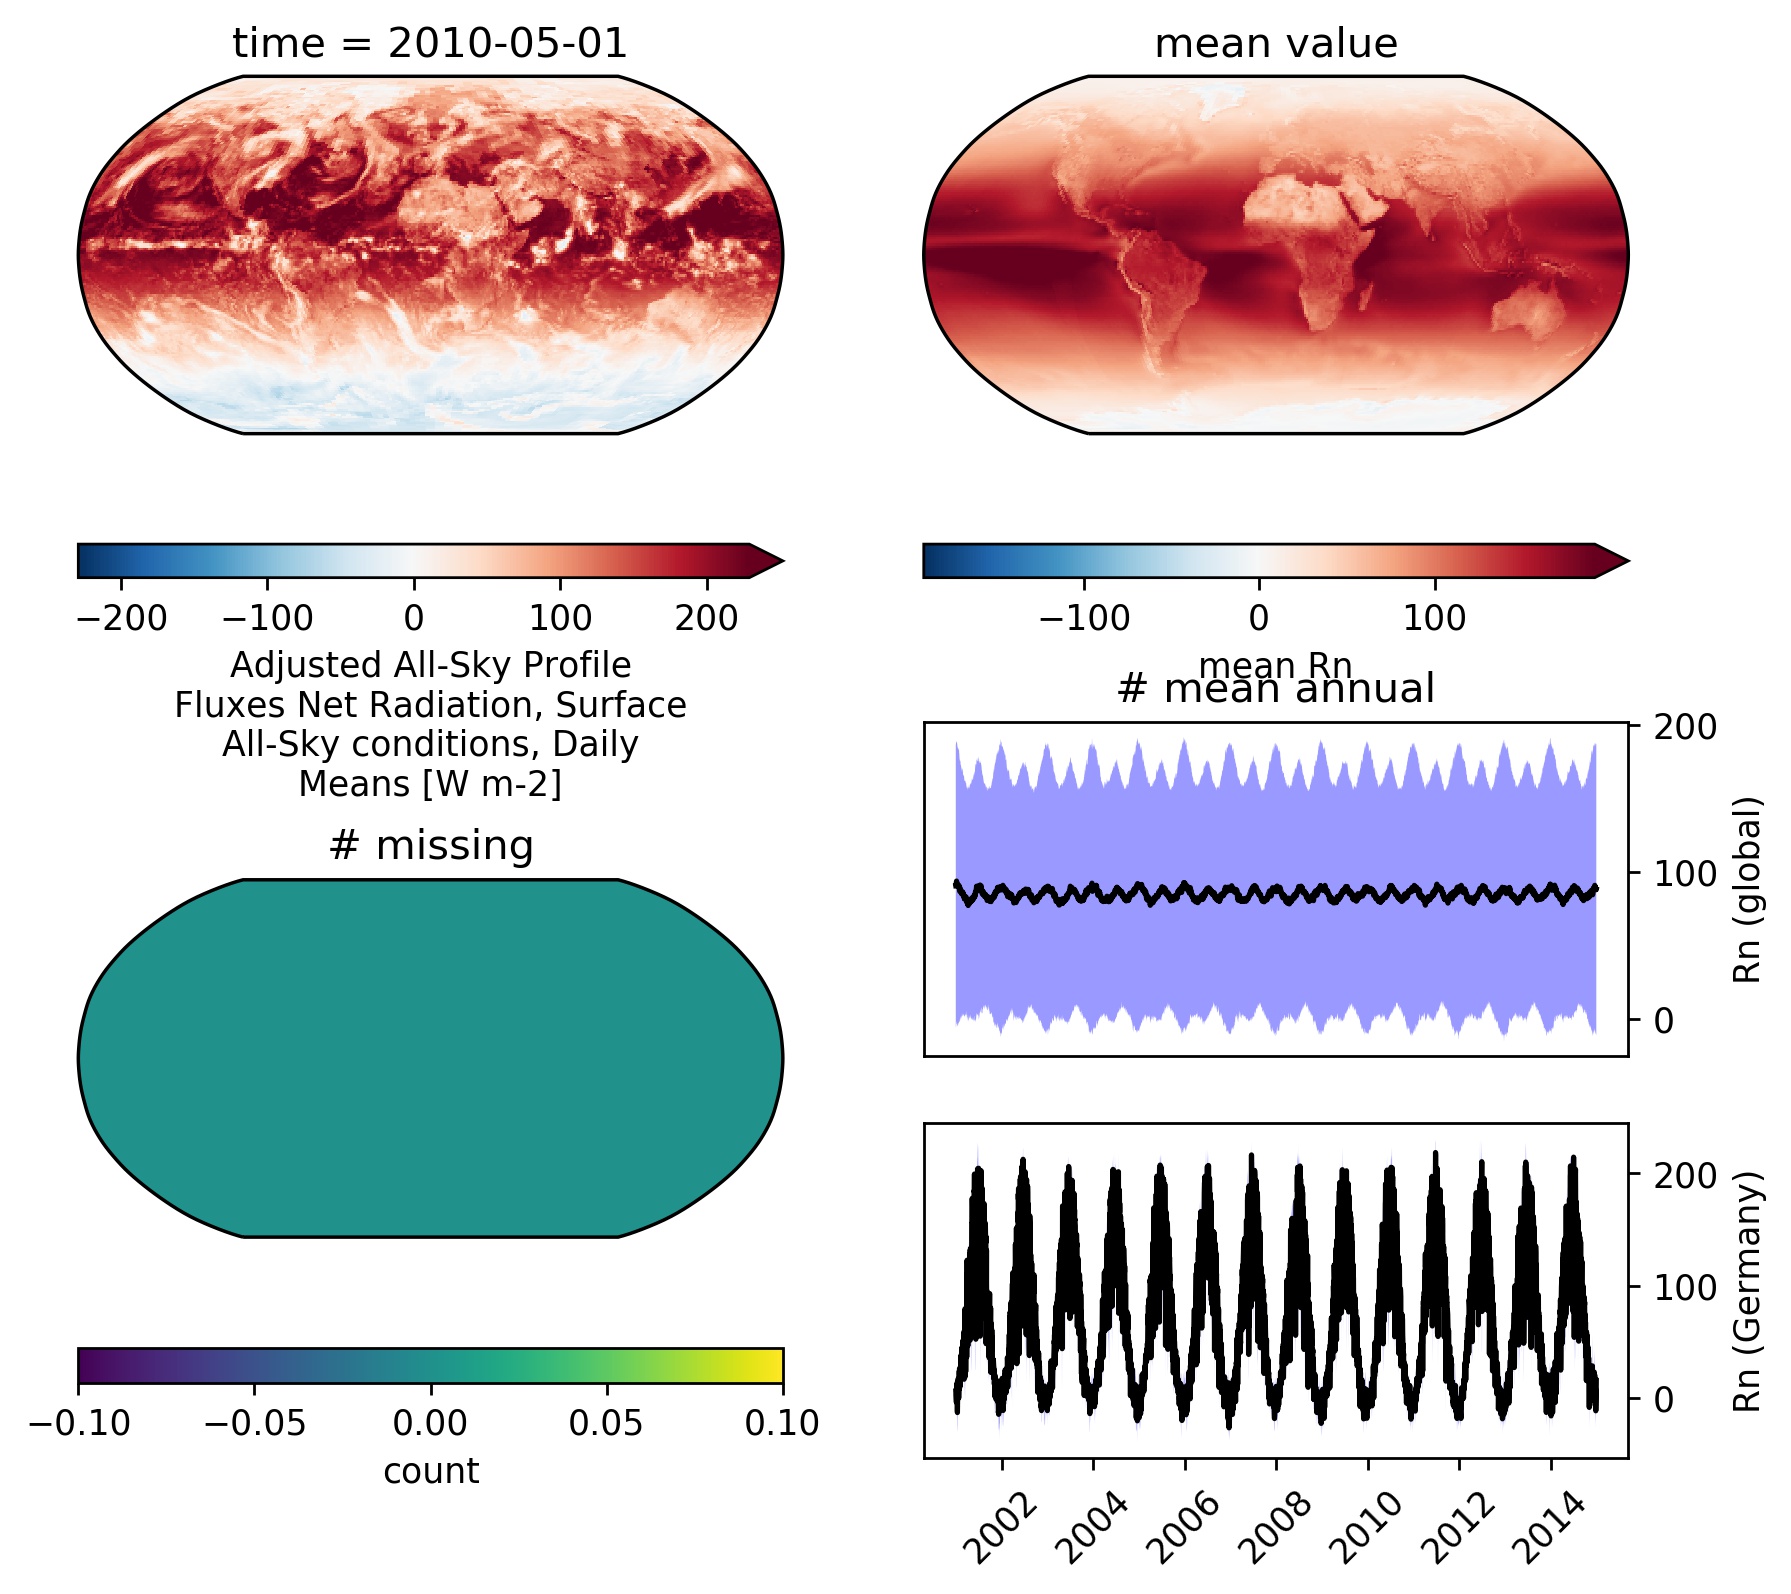 time = 2010-05-01
mean value
−200 −100 0 100 200
Adjusted All-Sky Profile
Fluxes Net Radiation, Surface
All-Sky conditions, Daily
Means [W m-2]
−100 0 100
mean Rn
# mean annual
200
100
0
Rn (global)
# missing
−0.10 −0.05 0.00 0.05 0.10
count
200
100
0
Rn (Germany)
2002 2004 2006 2008 2010 2012 2014